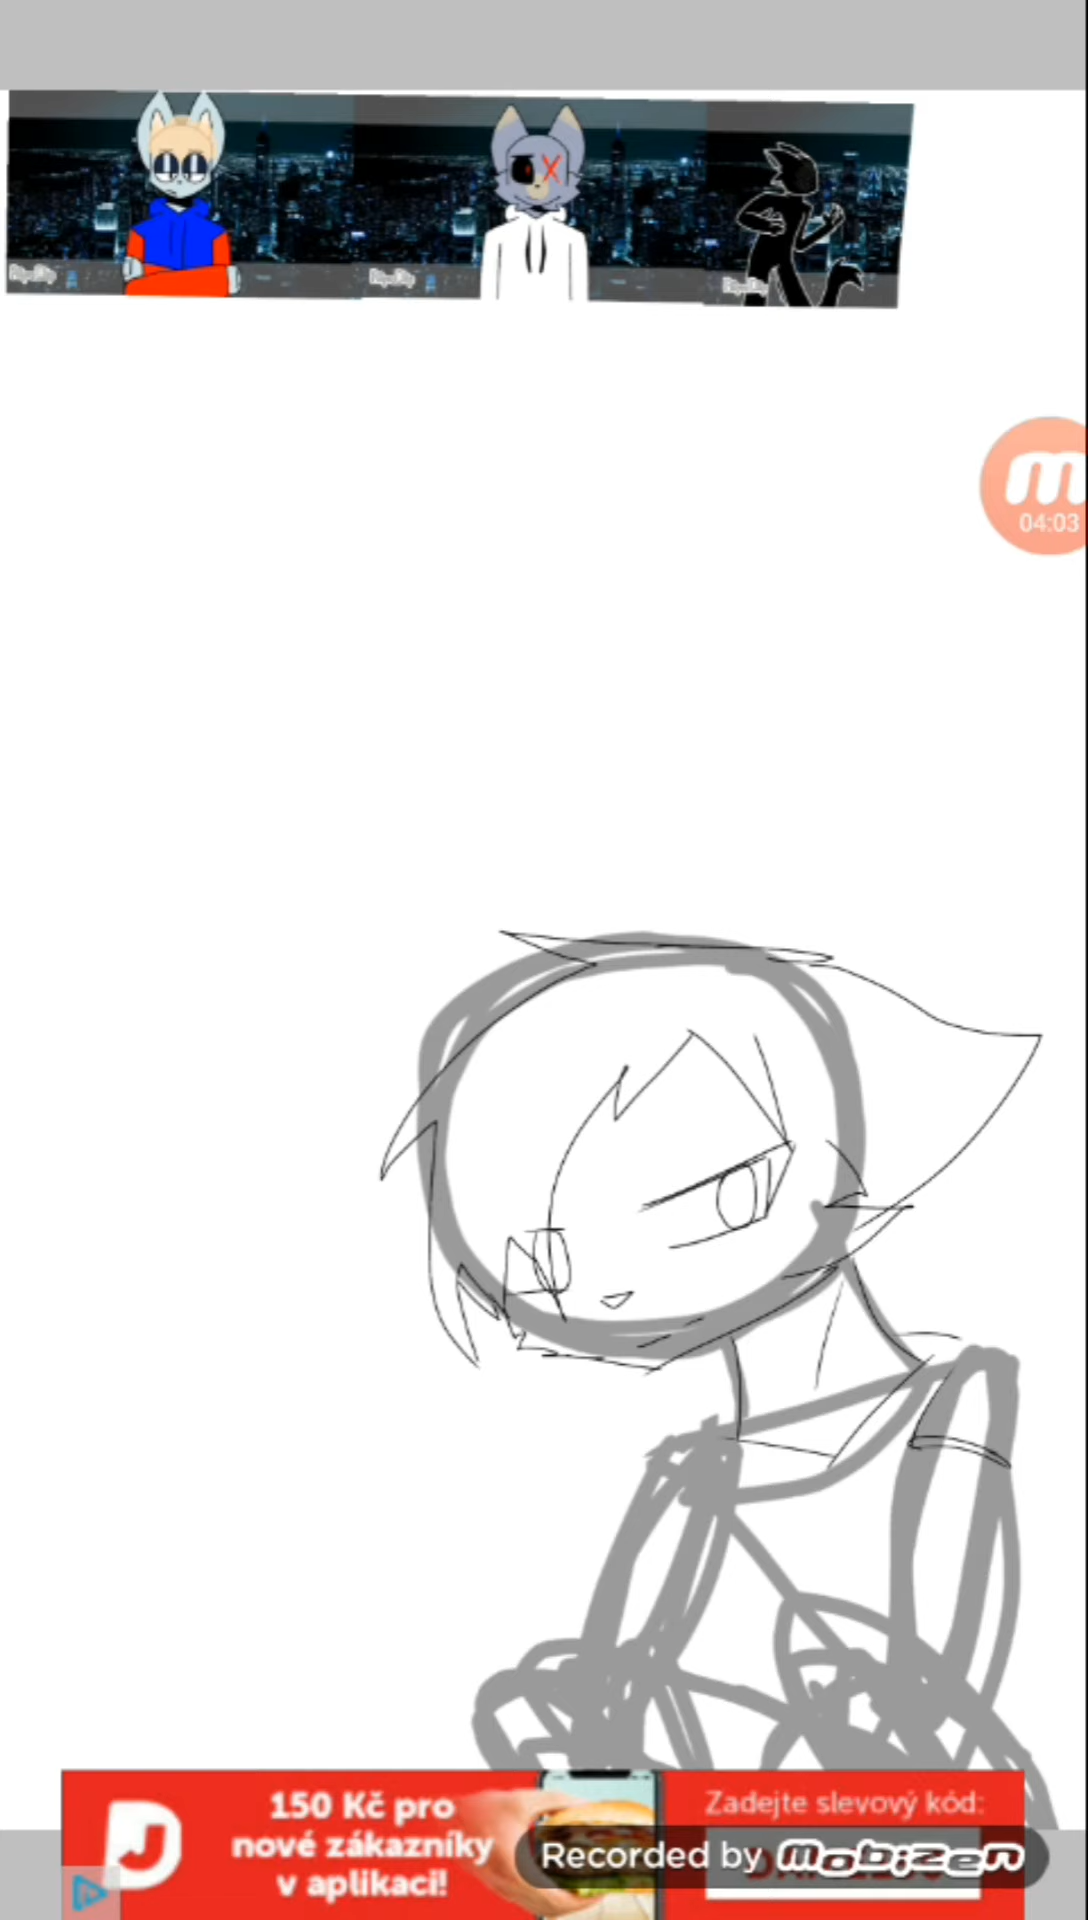 04:03
150 Kč pro
nové zákazníky
v aplikaci!
Zadejte slevový kód:
Recorded by mobizen